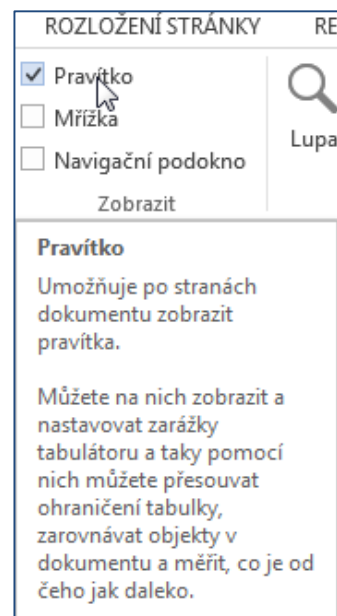 ROZLOŽENÍ STRÁNKY RE
Pravítko
Mřížka
Navigační podokno
Lupa
Zobrazit
Pravítko
Umožňuje po stranách
dokumentu zobrazit
pravítka.
Můžete na nich zobrazit a
nastavovat zarážky
tabulátoru a taky pomocí
nich můžete přesouvat
ohraničení tabulky,
zarovnávat objekty v
dokumentu a měřit, co je od
čeho jak daleko.